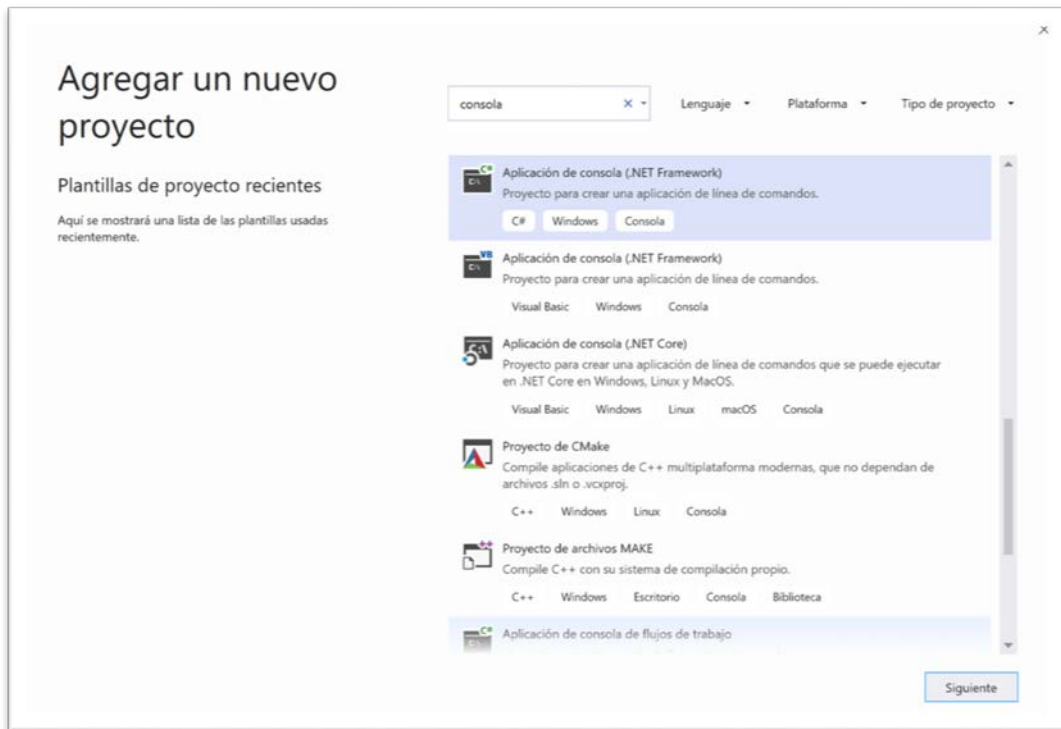 Agregar un nuevo
proyecto
Plantillas de proyecto recientes
Aquí se mostrará una lista de las plantillas usadas
recientemente.
consola
Lenguaje
Plataforma
Tipo de proyecto
C#
C:\
Aplicación de consola (.NET Framework)
Proyecto para crear una aplicación de línea de comandos.
C# Windows Consola
VB
C:\
Aplicación de consola (.NET Framework)
Proyecto para crear una aplicación de línea de comandos.
Visual Basic Windows Consola
C:\
Aplicación de consola (.NET Core)
Proyecto para crear una aplicación de línea de comandos que se puede ejecutar
en .NET Core en Windows, Linux y MacOS.
Visual Basic Windows Linux macOS Consola
Proyecto de CMake
Compile aplicaciones de C++ multiplataforma modernas, que no dependan de
archivos .sln o .vcxproj.
C++ Windows Linux Consola
++
Proyecto de archivos MAKE
Compile C++ con su sistema de compilación propio.
C++ Windows Escritorio Consola Biblioteca
C#
C:\
Aplicación de consola de flujos de trabajo
Siguiente